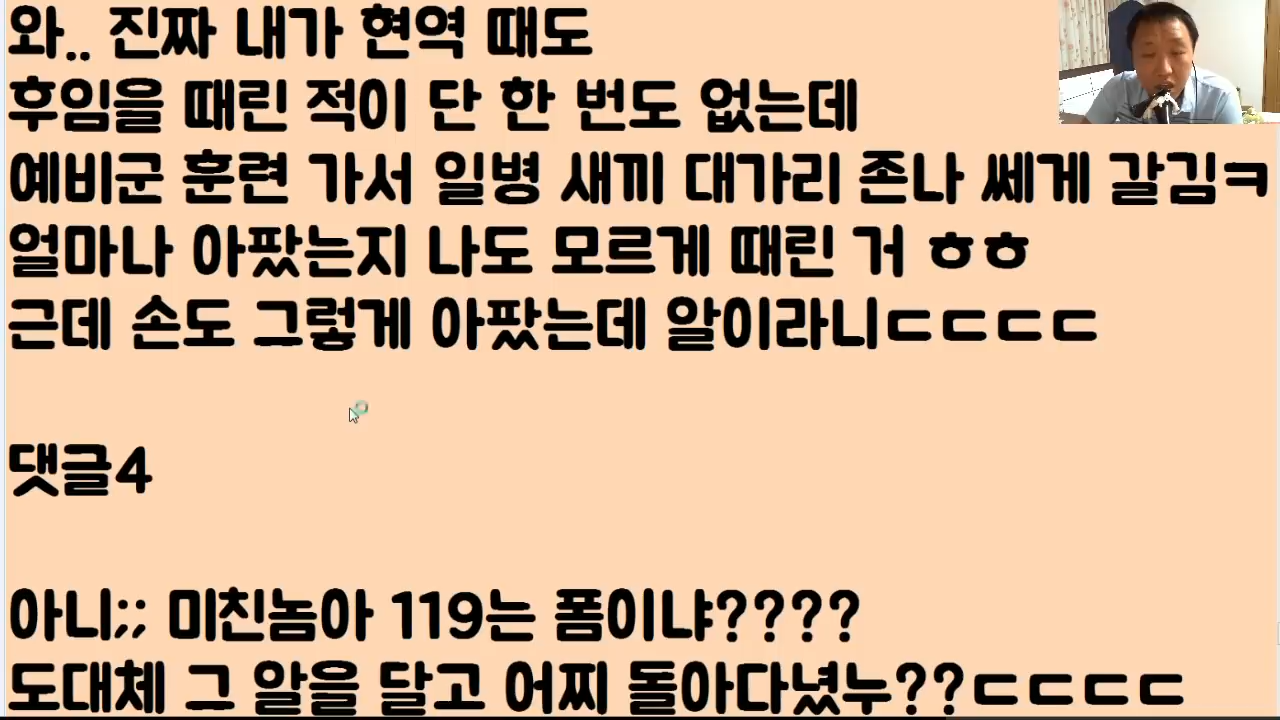 와.. 진짜 내가 현역 때도
후임을 때린 적이 단 한 번도 없는데
예비군 훈련 가서 일병 새끼 대가리 존나 쎄게 갈김ㅋ
얼마나 아팠는지 나도 모르게 때린 거 ㅎㅎ
근데 손도 그렇게 아팠는데 알이라니ㄷㄷㄷㄷ
댓글4
아니;; 미친놈아 119는 폼이냐????
도대체 그 알을 달고 어찌 돌아다녔누??ㄷㄷㄷㄷ